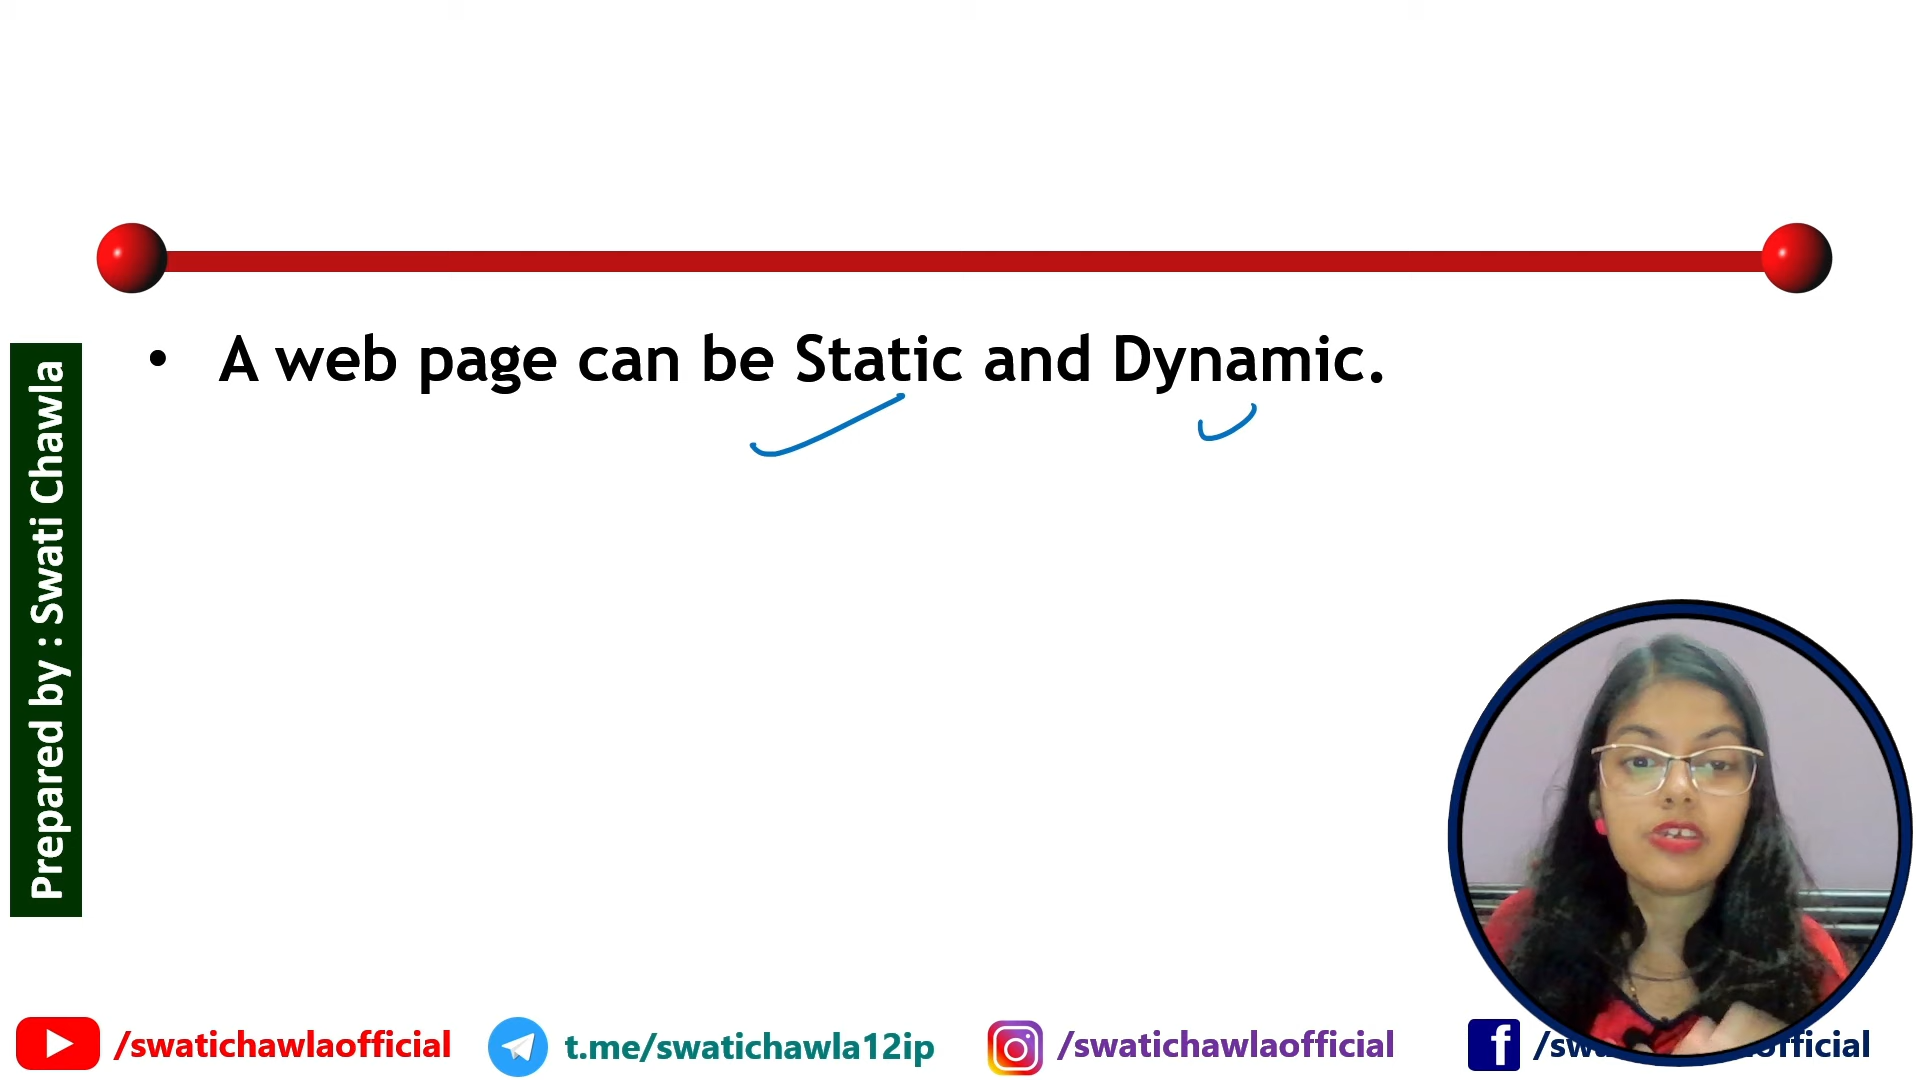 • A web page can be Static and Dynamic.
Prepared by : Swati Chawla
/swatichawlaofficial
t.me/swatichawla12ip
/swatichawlaofficial